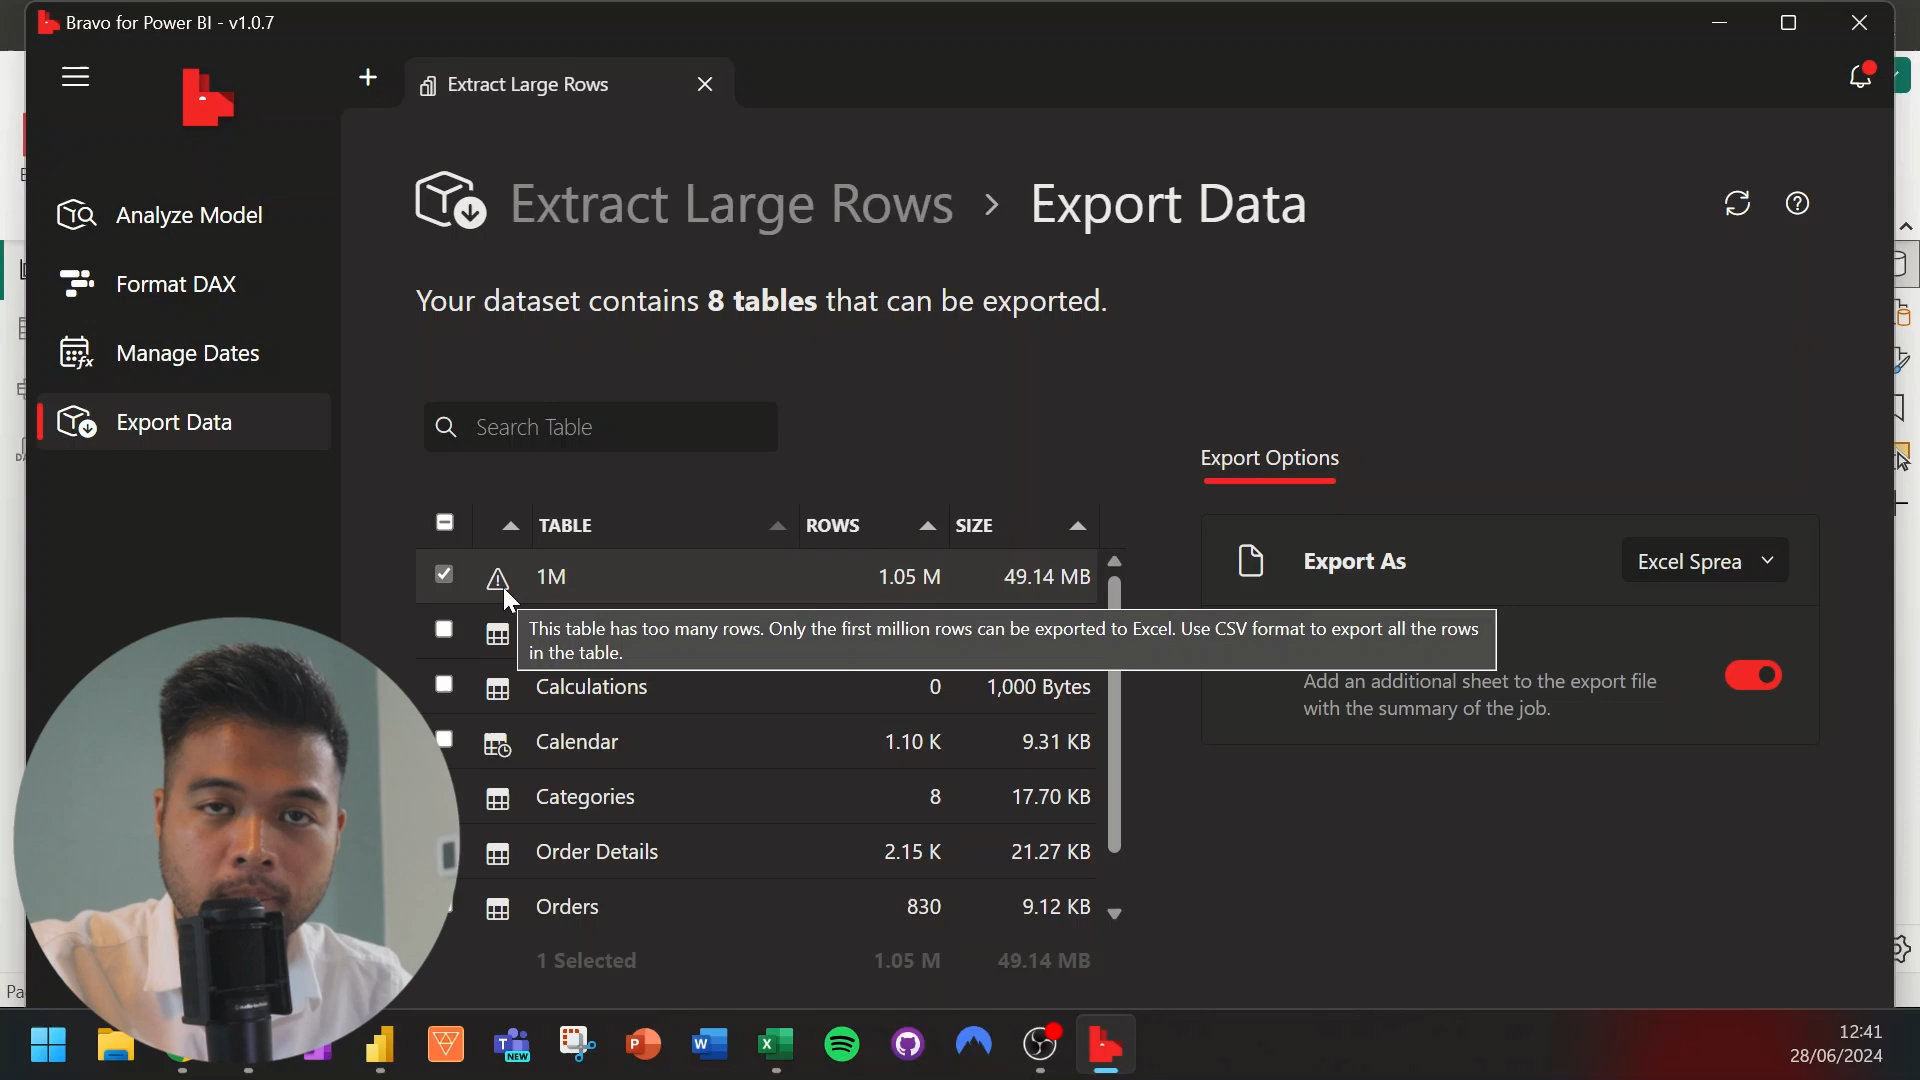 Bravo for Power BI - v1.0.7
Extract Large Rows
Analyze Model
Format DAX
Manage Dates
Export Data
Extract Large Rows > Export Data
Your dataset contains 8 tables that can be exported.
Search Table
Export Options
TABLE ROWS SIZE
1M 1.05 M 49.14 MB
Export As Excel Sprea
This table has too many rows. Only the first million rows can be exported to Excel. Use CSV format to export all the rows
in the table.
Calculations 0 1,000 Bytes
Add an additional sheet to the export file
with the summary of the job.
Calendar 1.10 K 9.31 KB
Categories 8 17.70 KB
Order Details 2.15 K 21.27 KB
Orders 830 9.12 KB
1 Selected 1.05 M 49.14 MB
Pa
NEW
12:41
28/06/2024